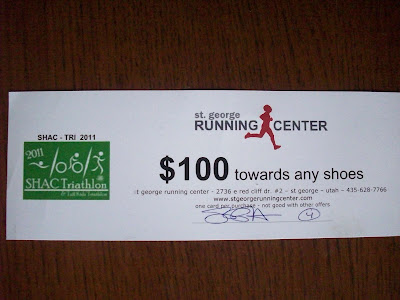 st. george
RUNNING CENTER
SHAC - TRI 2011
2011
SHAC Triathlon
$100 towards any shoes
st george running center - 2736 e red cliff dr. #2 - st george - utah - 435-628-7766
www.stgeorgerunningcenter.com
one card per purchase - not good with other offers
4